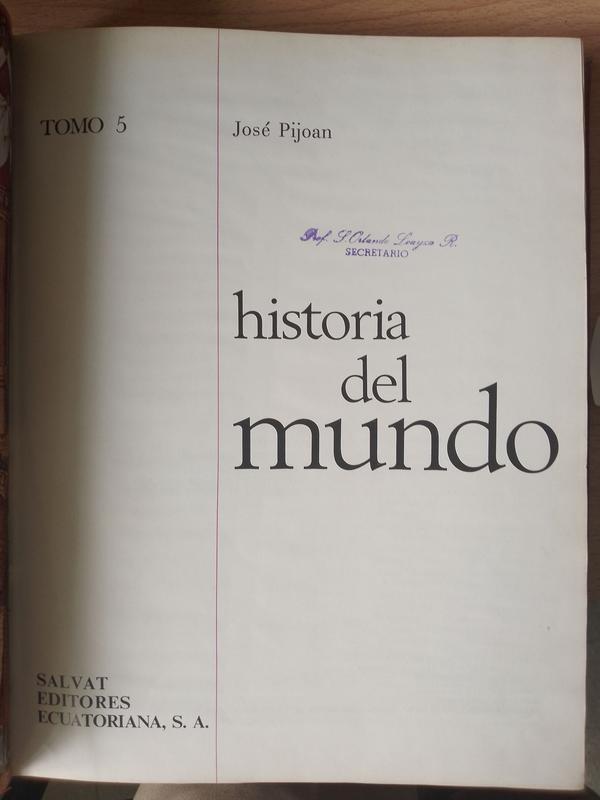 TOMO 5
José Pijoan
Prof. S. Orlando Loayza R.
SECRETARIO
historia
del
mundo
SALVAT
EDITORES
ECUATORIANA, S. A.